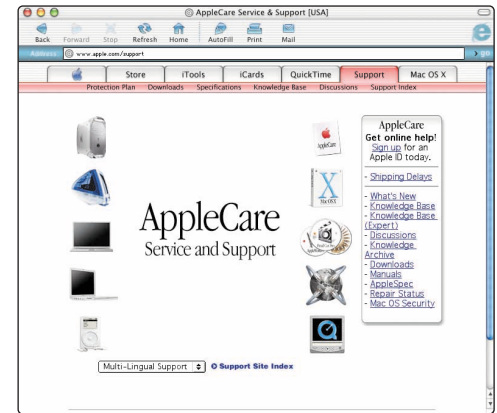 AppleCare Service & Support [USA]
Back Forward Stop Refresh Home AutoFill Print Mail
Address www.apple.com/support go
Store iTools iCards QuickTime Support Mac OS X
Protection Plan Downloads Specifications Knowledge Base Discussions Support Index
AppleCare
Service and Support
AppleCare
Mac OS X
AppleCare
Get online help!
Sign up for an
Apple ID today.
- Shipping Delays
- What's New
- Knowledge Base
- Knowledge Base
(Expert)
- Discussions
- Knowledge
Archive
- Downloads
- Manuals
- AppleSpec
- Repair Status
- Mac OS Security
Multi-Lingual Support
Support Site Index